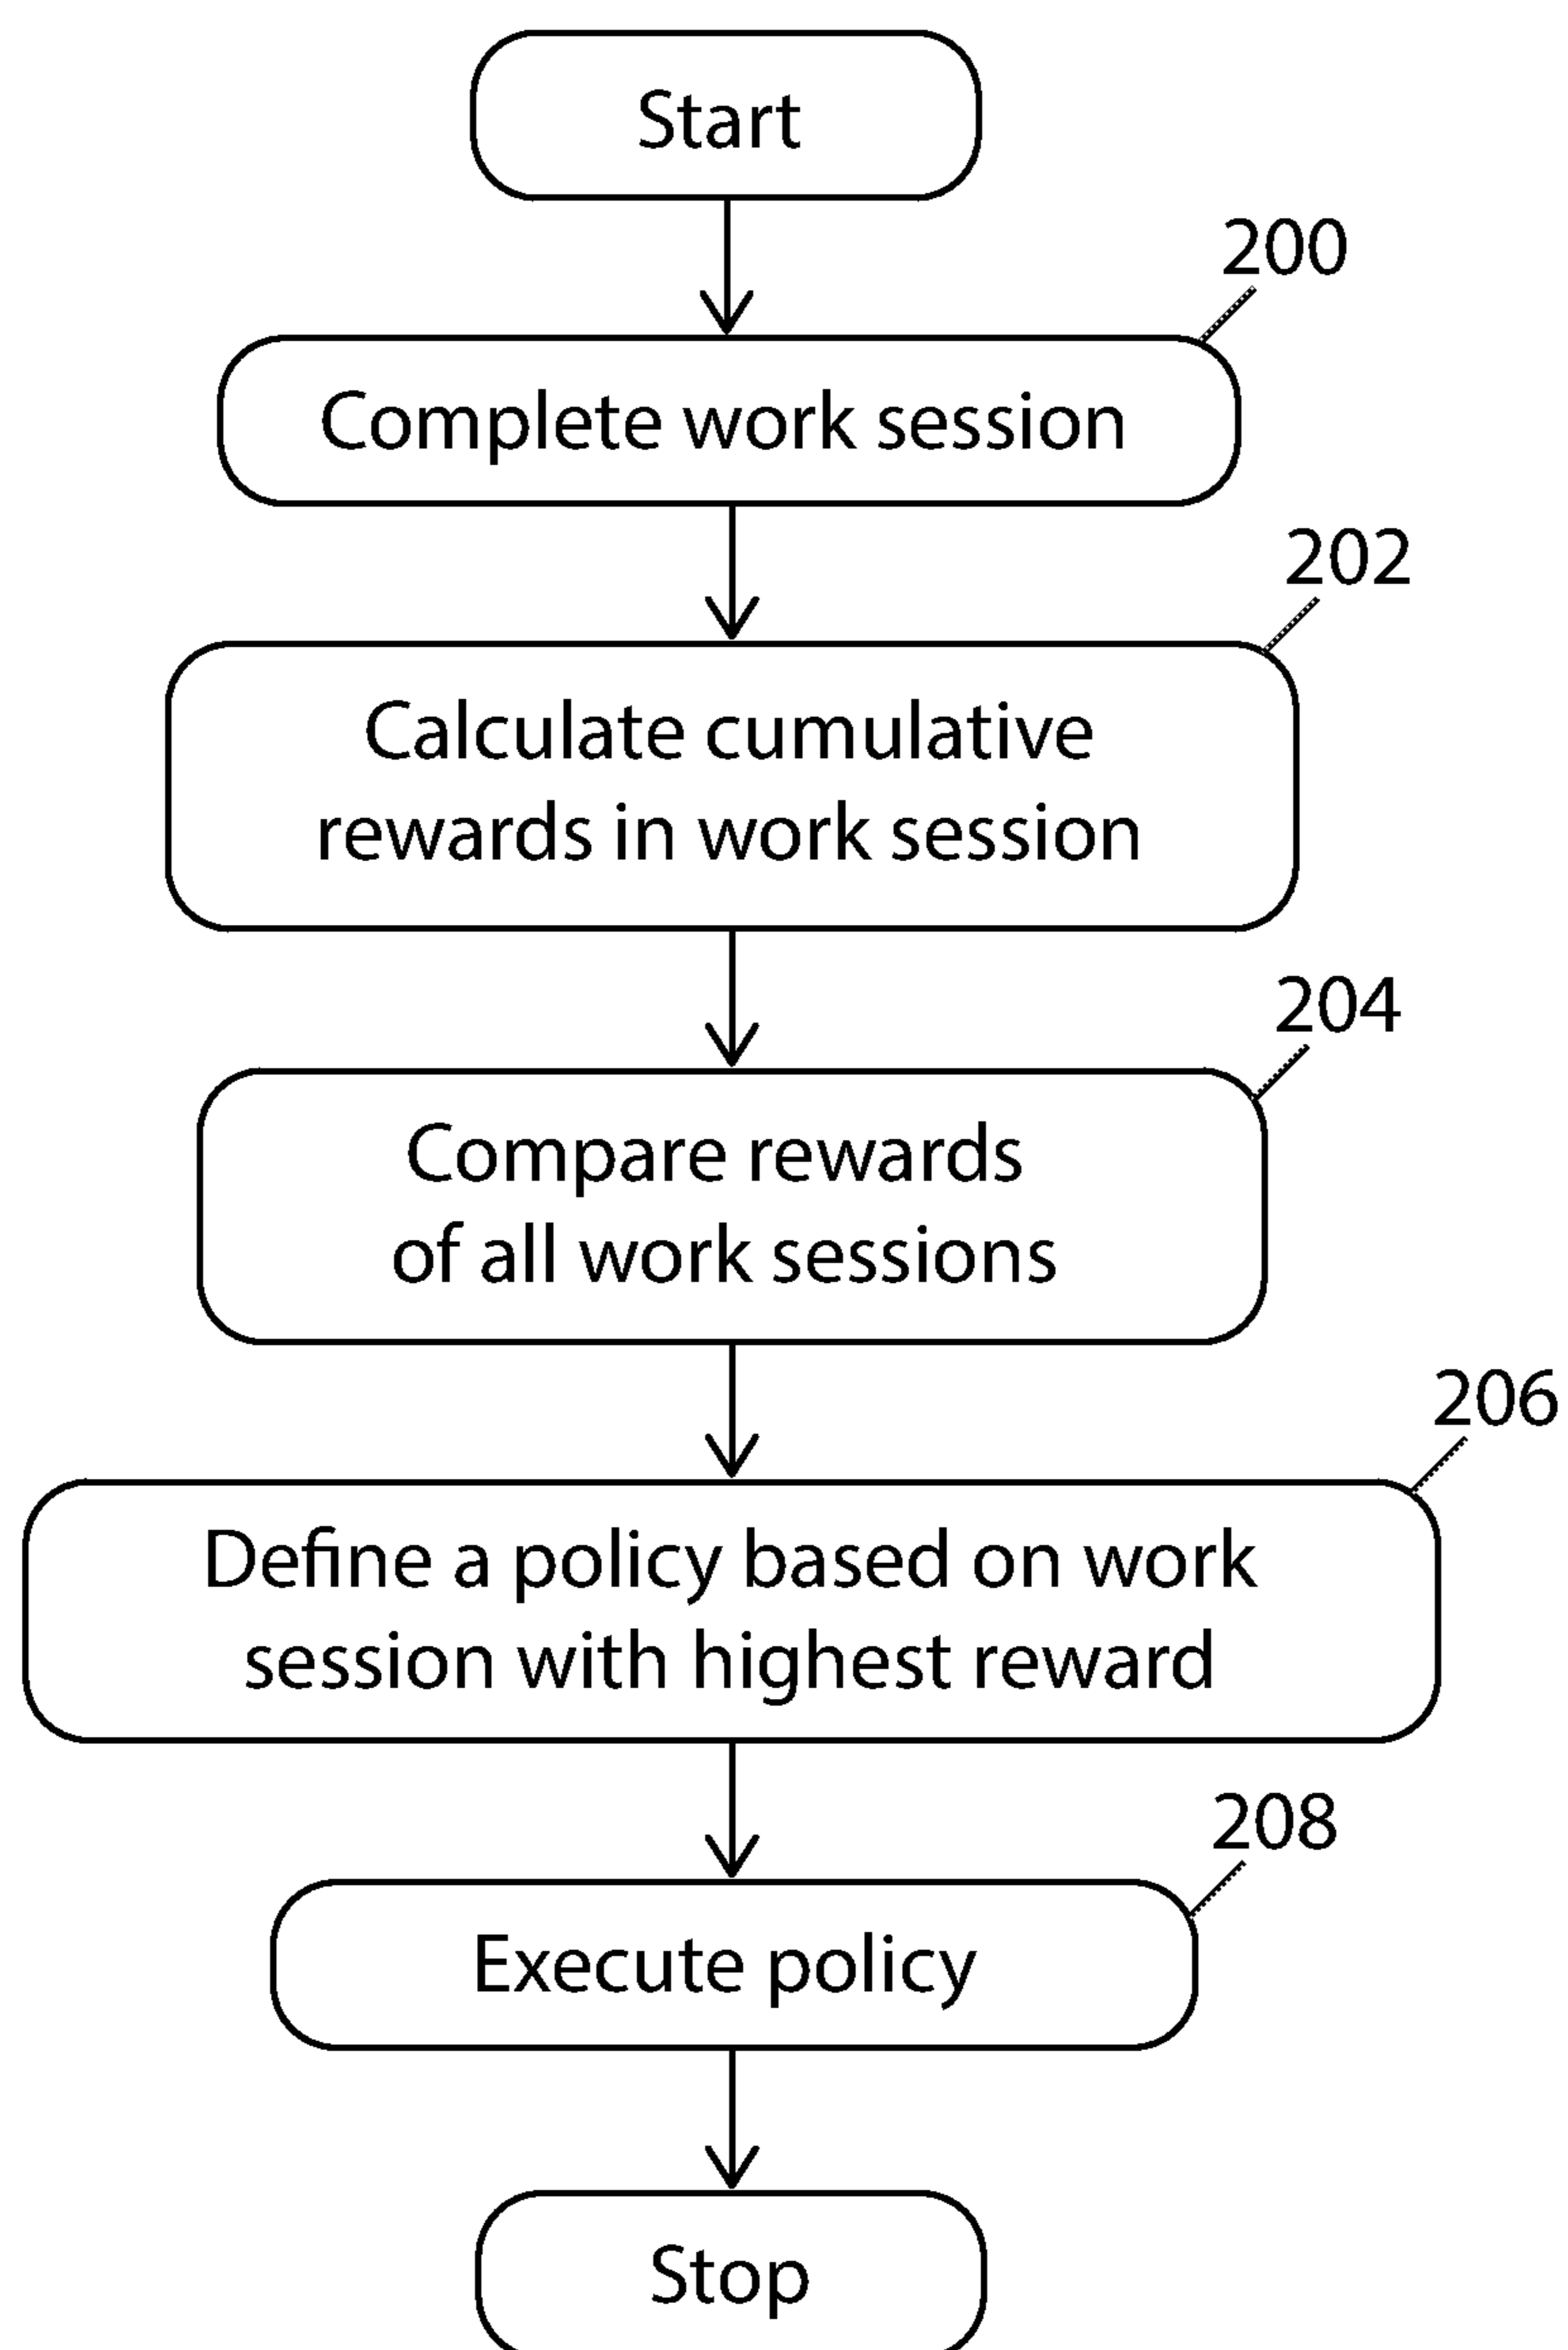 Start
200
Complete work session
202
Calculate cumulative
rewards in work session
204
Compare rewards
of all work sessions
206
Define a policy based on work
session with highest reward
208
Execute policy
Stop